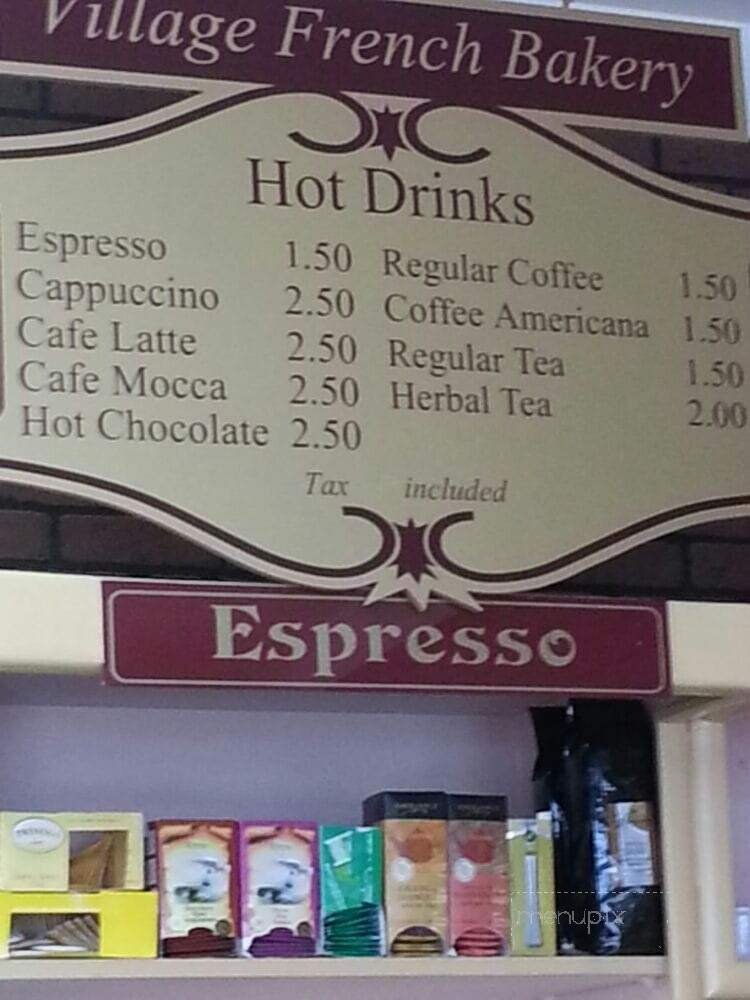 Village French Bakery
Hot Drinks
Espresso 1.50
Cappuccino 2.50
Cafe Latte 2.50
Cafe Mocca 2.50
Hot Chocolate 2.50
Regular Coffee 1.50
Coffee Americana 1.50
Regular Tea 1.50
Herbal Tea 2.00
Tax included
Espresso
TWININGS
menupix